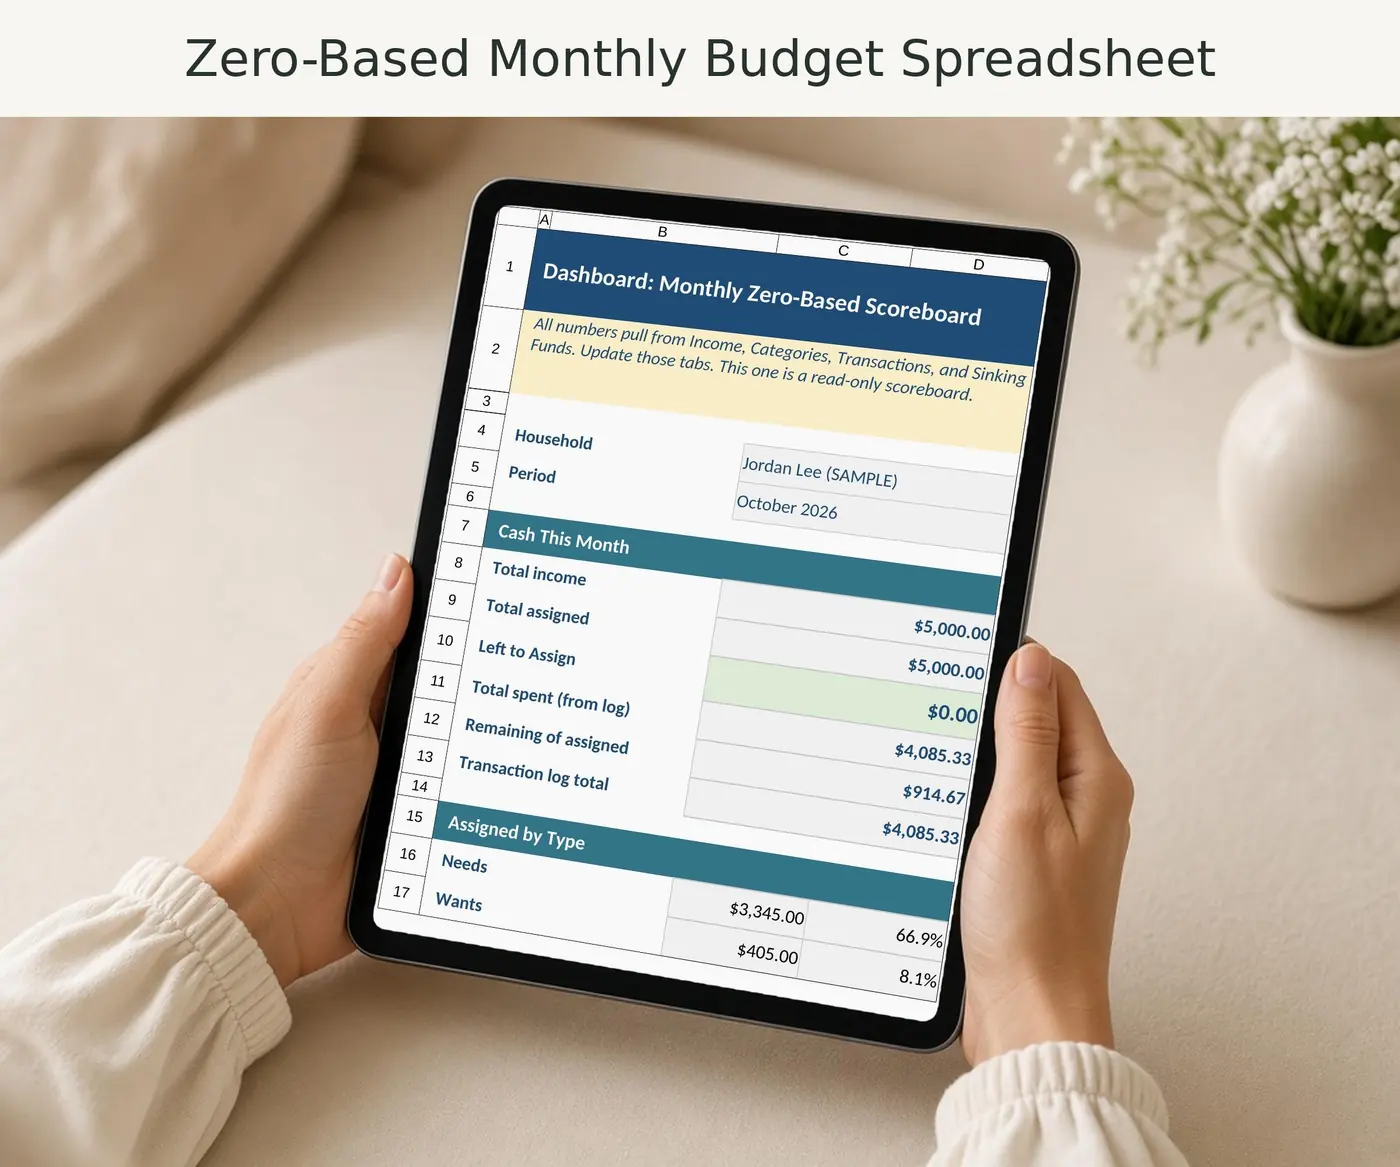 Zero-Based Monthly Budget Spreadsheet
A B C D
1 Dashboard: Monthly Zero-Based Scoreboard
2 All numbers pull from Income, Categories, Transactions, and Sinking
Funds. Update those tabs. This one is a read-only scoreboard.
3
4 Household Jordan Lee (SAMPLE)
5 Period October 2026
6
7 Cash This Month
8 Total income $5,000.00
9 Total assigned $5,000.00
10 Left to Assign $0.00
11 Total spent (from log) $4,085.33
12 Remaining of assigned $914.67
13 Transaction log total $4,085.33
14
15 Assigned by Type
16 Needs $3,345.00 66.9%
17 Wants $405.00 8.1%